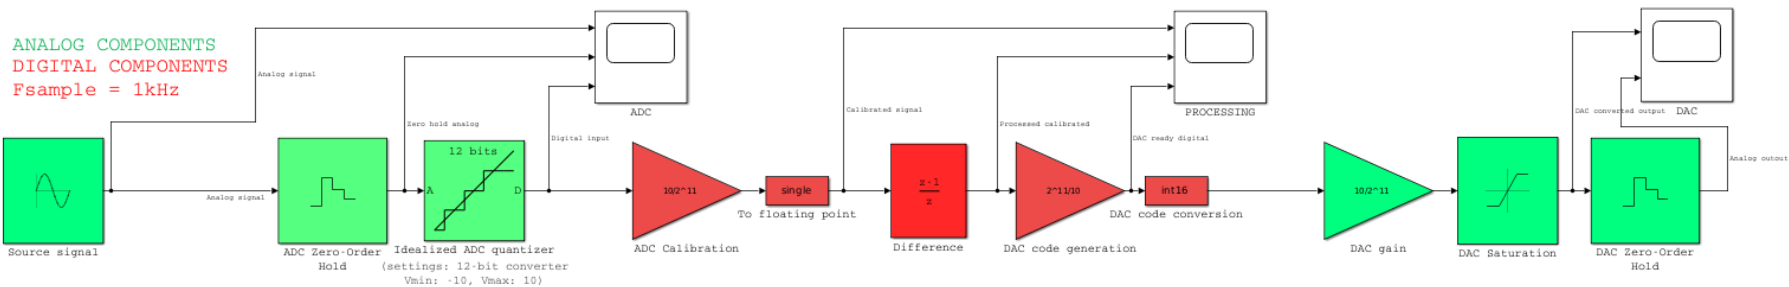 ANALOG COMPONENTS
DIGITAL COMPONENTS
Fsample = 1kHz
Analog signal
ADC
Zero hold analog
Digital input
Calibrated signal
PROCESSING
Processed calibrated
DAC ready digital
DAC converted output
DAC
Analog outout
Source signal
Analog signal
ADC Zero-Order
Hold
12 bits
A
D
Idealized ADC quantizer
(settings: 12-bit converter
Vmin: -10, Vmax: 10)
10/2^11
ADC Calibration
single
To floating point
z-1
z
Difference
2^11/10
DAC code generation
int16
DAC code conversion
10/2^11
DAC gain
DAC Saturation
DAC Zero-Order
Hold